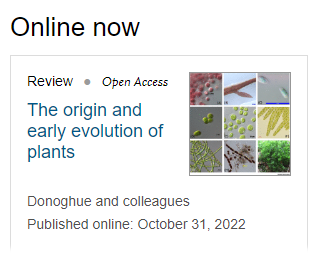 Online now
Review ● Open Access
The origin and
early evolution of
plants
Donoghue and colleagues
Published online: October 31, 2022